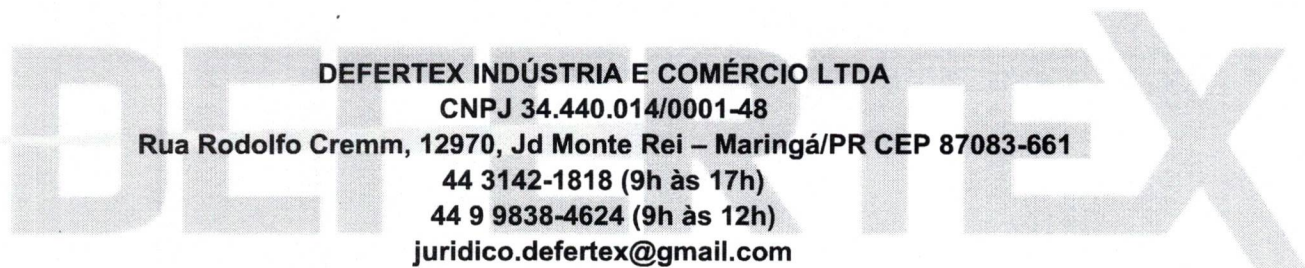 DEFERTEX
DEFERTEX INDÚSTRIA E COMÉRCIO LTDA
CNPJ 34.440.014/0001-48
Rua Rodolfo Cremm, 12970, Jd Monte Rei – Maringá/PR CEP 87083-661
44 3142-1818 (9h às 17h)
44 9 9838-4624 (9h às 12h)
juridico.defertex@gmail.com